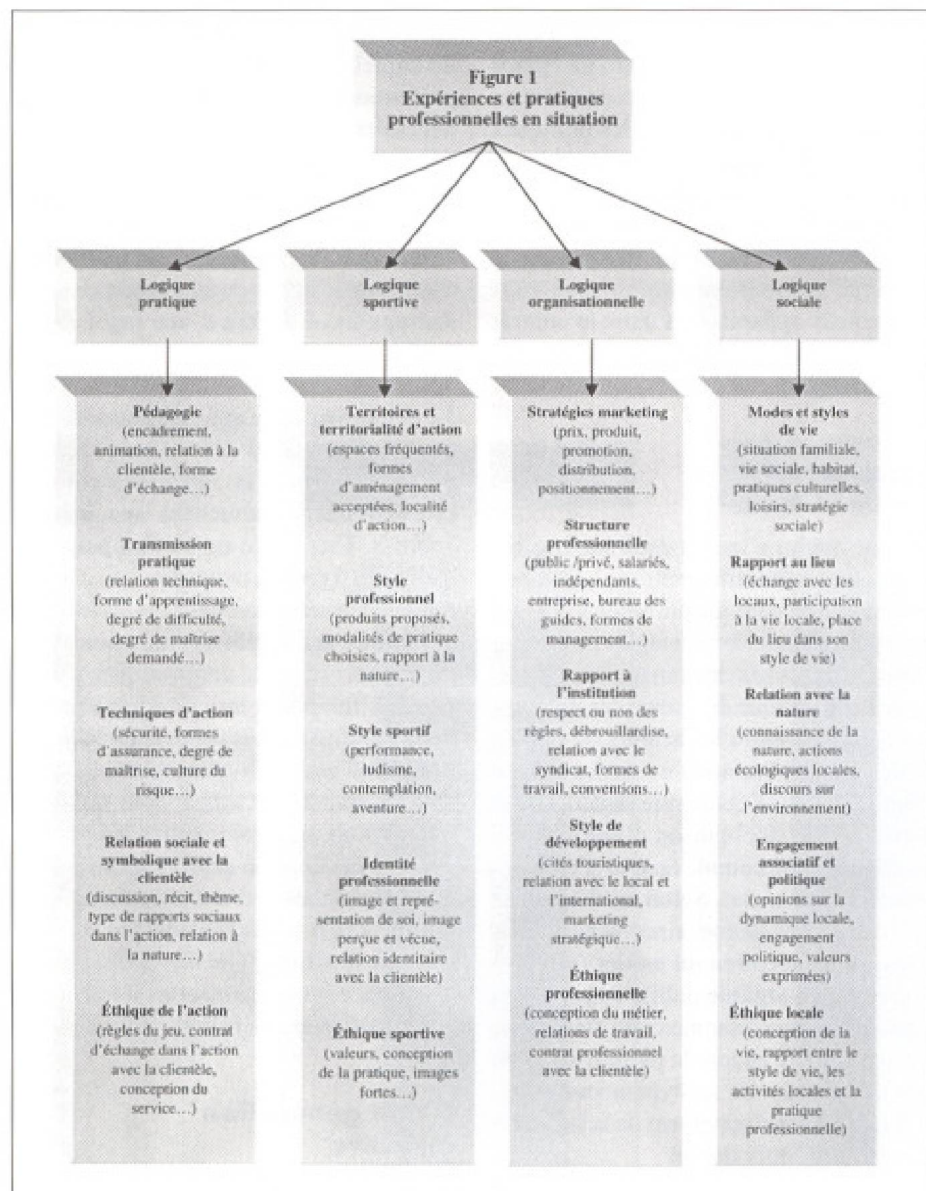 Figure 1
Expériences et pratiques
professionnelles en situation
Logique
pratique
Logique
sportive
Logique
organisationnelle
Logique
sociale
Pédagogie
(encadrement,
animation, relation à la
clientèle, forme
d'échange…)
Transmission
pratique
(relation technique,
forme d'apprentissage,
degré de difficulté,
degré de maîtrise
demandé…)
Techniques d'action
(sécurité, formes
d'assurance, degré de
maîtrise, culture du
risque…)
Relation sociale et
symbolique avec la
clientèle
(discussion, récit, thème,
type de rapports sociaux
dans l'action, relation à
la nature…)
Éthique de l'action
(règles du jeu, contrat
d'échange dans l'action
avec la clientèle,
conception du
service…)
Territoires et
territorialité d'action
(espaces fréquentés,
formes
d'aménagement
acceptées, localité
d'action…)
Style
professionnel
(produits proposés,
modalités de pratique
choisies, rapport à la
nature…)
Style sportif
(performance,
ludisme,
contemplation,
aventure…)
Identité
professionnelle
(image et repré-
sentation de soi, image
perçue et vécue,
relation identitaire
avec la clientèle)
Éthique sportive
(valeurs, conception
de la pratique, images
fortes…)
Stratégies marketing
(prix, produit,
promotion,
distribution,
positionnement…)
Structure
professionnelle
(public /privé, salariés,
indépendants,
entreprise, bureau des
guides, formes de
management…)
Rapport à
l'institution
(respect ou non des
règles, débrouillardise,
relation avec le
syndicat, formes de
travail, conventions…)
Style de
développement
(cités touristiques,
relation avec le local et
l'international,
marketing
stratégique…)
Éthique
professionnelle
(conception du métier,
relations de travail,
contrat professionnel
avec la clientèle)
Modes et styles
de vie
(situation familiale,
vie sociale, habitat,
pratiques culturelles,
loisirs, stratégie
sociale)
Rapport au lieu
(échange avec les
locaux, participation
à la vie locale, place
du lieu dans son
style de vie)
Relation avec la
nature
(connaissance de la
nature, actions
écologiques locales,
discours sur
l'environnement)
Engagement
associatif et
politique
(opinions sur la
dynamique locale,
engagement
politique, valeurs
exprimées)
Éthique locale
(conception de la
vie, rapport entre le
style de vie, les
activités locales et la
pratique
professionnelle)